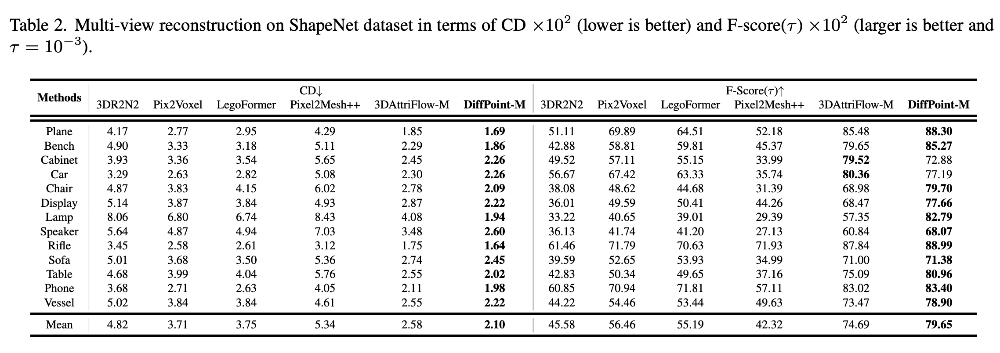 Table 2. Multi-view reconstruction on ShapeNet dataset in terms of CD ×10² (lower is better) and F-score(τ) ×10² (larger is better and
τ = 10⁻³).
Methods CD↓ F-Score(τ)↑
3DR2N2 Pix2Voxel LegoFormer Pixel2Mesh++ 3DAttriFlow-M DiffPoint-M 3DR2N2 Pix2Voxel LegoFormer Pixel2Mesh++ 3DAttriFlow-M DiffPoint-M
Plane 4.17 2.77 2.95 4.29 1.85 1.69 51.11 69.89 64.51 52.18 85.48 88.30
Bench 4.90 3.33 3.18 5.11 2.29 1.86 42.88 58.81 59.81 45.37 79.65 85.27
Cabinet 3.93 3.36 3.54 5.65 2.45 2.26 49.52 57.11 55.15 33.99 79.52 72.88
Car 3.29 2.63 2.82 5.08 2.30 2.26 56.67 67.42 63.33 35.74 80.36 77.19
Chair 4.87 3.83 4.15 6.02 2.78 2.09 38.08 48.62 44.68 31.39 68.98 79.70
Display 5.14 3.87 3.84 4.93 2.87 2.22 36.01 49.59 50.41 44.26 68.47 77.66
Lamp 8.06 6.80 6.74 8.43 4.08 1.94 33.22 40.65 39.01 29.39 57.35 82.79
Speaker 5.64 4.87 4.94 7.03 3.48 2.60 36.13 41.74 41.20 27.13 60.84 68.07
Rifle 3.45 2.58 2.61 3.12 1.75 1.64 61.46 71.79 70.63 71.93 87.84 88.99
Sofa 5.01 3.68 3.50 5.36 2.74 2.45 39.59 52.65 53.93 34.99 71.00 71.38
Table 4.68 3.99 4.04 5.76 2.55 2.02 42.83 50.34 49.65 37.16 75.09 80.96
Phone 3.68 2.71 2.63 4.05 2.11 1.98 60.85 70.94 71.81 57.11 83.02 83.40
Vessel 5.02 3.84 3.84 4.61 2.55 2.22 44.22 54.46 53.44 49.63 73.47 78.90
Mean 4.82 3.71 3.75 5.34 2.58 2.10 45.58 56.46 55.19 42.32 74.69 79.65